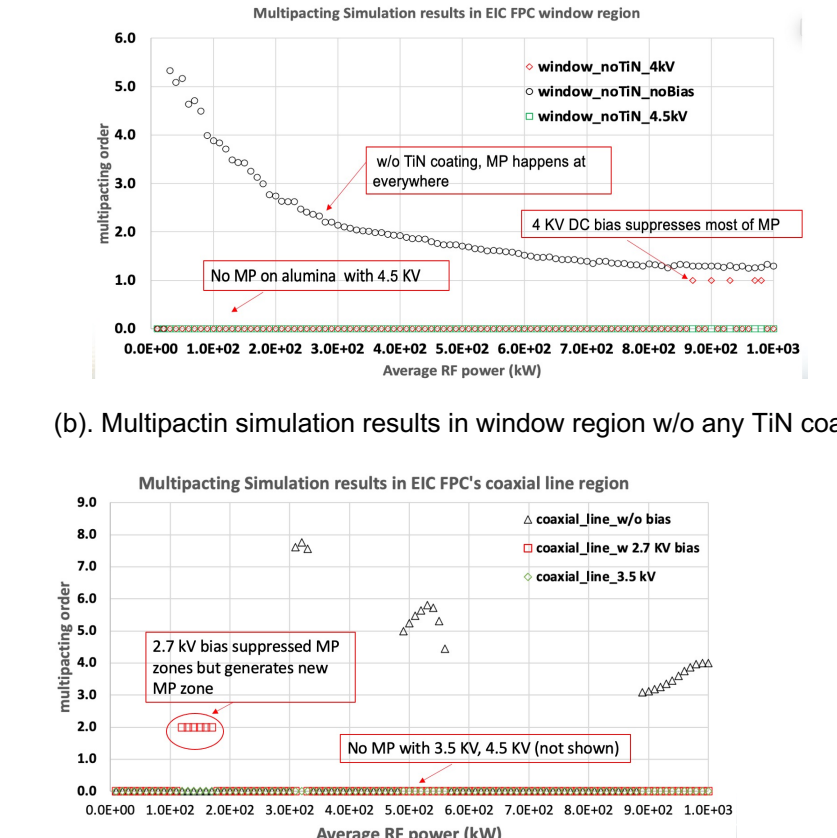 Multipacting Simulation results in EIC FPC window region
6.0
5.0
4.0
3.0
2.0
1.0
0.0
multipacting order
window_noTiN_4kV
window_noTiN_noBias
window_noTiN_4.5kV
w/o TiN coating, MP happens at
everywhere
4 KV DC bias suppresses most of MP
No MP on alumina with 4.5 KV
0.0E+00 1.0E+02 2.0E+02 3.0E+02 4.0E+02 5.0E+02 6.0E+02 7.0E+02 8.0E+02 9.0E+02 1.0E+03
Average RF power (kW)
(b). Multipactin simulation results in window region w/o any TiN coa
Multipacting Simulation results in EIC FPC's coaxial line region
9.0
8.0
7.0
6.0
5.0
4.0
3.0
2.0
1.0
0.0
multipacting order
coaxial_line_w/o bias
coaxial_line_w 2.7 KV bias
coaxial_line_3.5 kV
2.7 kV bias suppressed MP
zones but generates new
MP zone
No MP with 3.5 KV, 4.5 KV (not shown)
0.0E+00 1.0E+02 2.0E+02 3.0E+02 4.0E+02 5.0E+02 6.0E+02 7.0E+02 8.0E+02 9.0E+02 1.0E+03
Average RF power (kW)